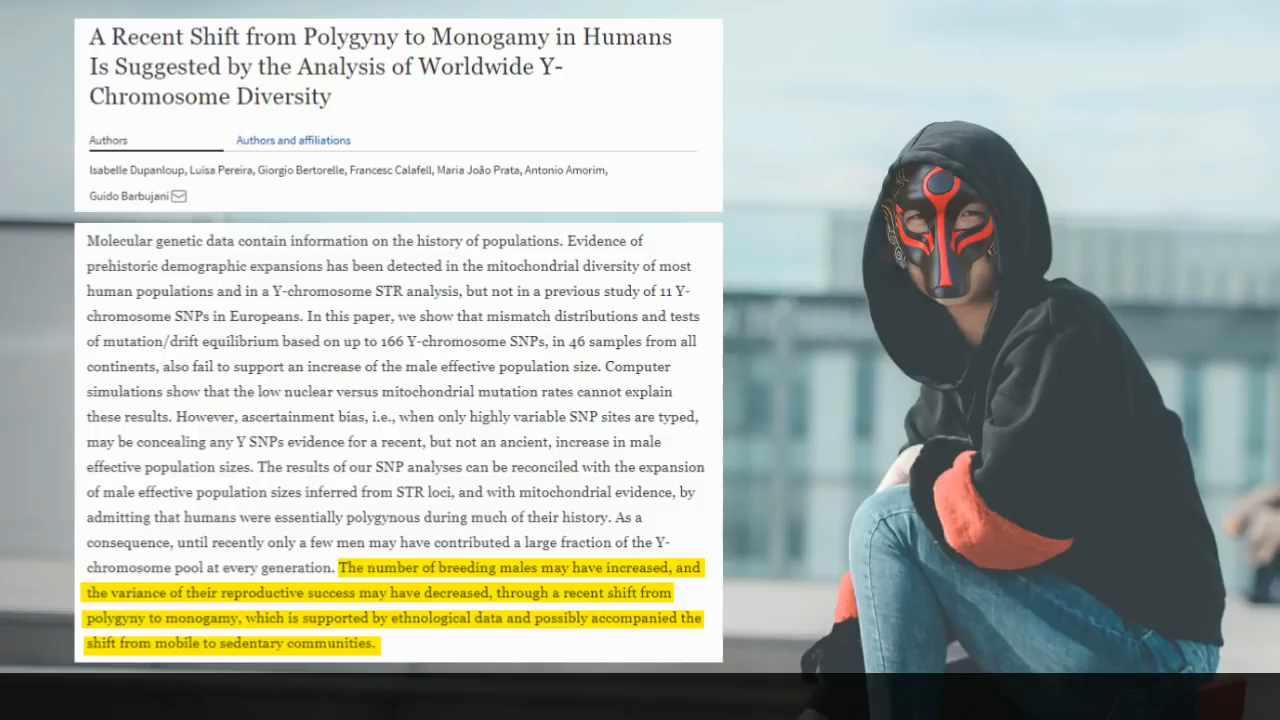 A Recent Shift from Polygyny to Monogamy in Humans
Is Suggested by the Analysis of Worldwide Y-
Chromosome Diversity
Authors Authors and affiliations
Isabelle Dupanloup, Luísa Pereira, Giorgio Bertorelle, Francesc Calafell, Maria João Prata, Antonio Amorim,
Guido Barbujani
Molecular genetic data contain information on the history of populations. Evidence of
prehistoric demographic expansions has been detected in the mitochondrial diversity of most
human populations and in a Y-chromosome STR analysis, but not in a previous study of 11 Y-
chromosome SNPs in Europeans. In this paper, we show that mismatch distributions and tests
of mutation/drift equilibrium based on up to 166 Y-chromosome SNPs, in 46 samples from all
continents, also fail to support an increase of the male effective population size. Computer
simulations show that the low nuclear versus mitochondrial mutation rates cannot explain
these results. However, ascertainment bias, i.e., when only highly variable SNP sites are typed,
may be concealing any Y SNPs evidence for a recent, but not an ancient, increase in male
effective population sizes. The results of our SNP analyses can be reconciled with the expansion
of male effective population sizes inferred from STR loci, and with mitochondrial evidence, by
admitting that humans were essentially polygynous during much of their history. As a
consequence, until recently only a few men may have contributed a large fraction of the Y-
chromosome pool at every generation. The number of breeding males may have increased, and
the variance of their reproductive success may have decreased, through a recent shift from
polygyny to monogamy, which is supported by ethnological data and possibly accompanied the
shift from mobile to sedentary communities.